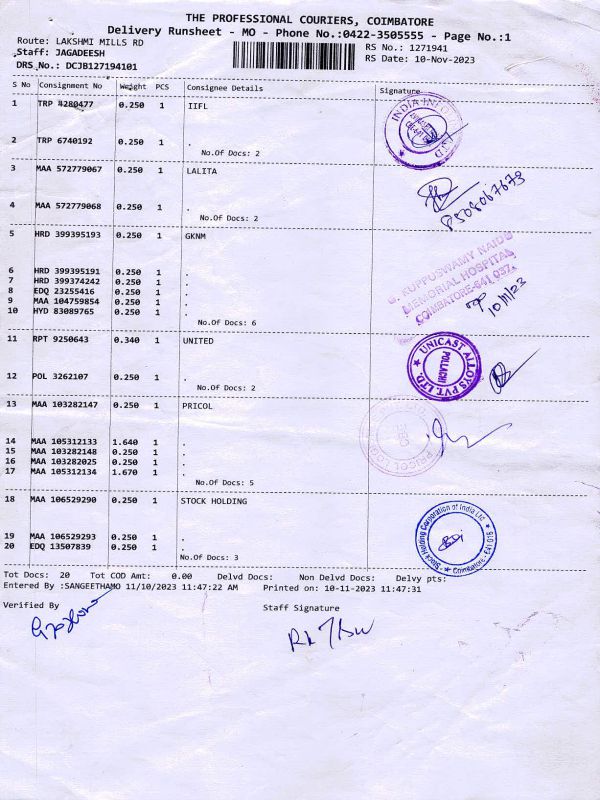 THE PROFESSIONAL COURIERS, COIMBATORE
Delivery Runsheet - MO - Phone No.:0422-3505555 - Page No.:1
Route: LAKSHMI MILLS RD
RS No.: 1271941
Staff: JAGADEESH
RS Date: 10-Nov-2023
DRS No.: DCJB127194101
S No Consignment No Weight PCS Consignee Details Signature
1 TRP 4280477 0.250 1 IIFL
2 TRP 6740192 0.250 1 .
No.Of Docs: 2
3 MAA 572779067 0.250 1 LALITA
8508067673
4 MAA 572779068 0.250 1 .
No.Of Docs: 2
5 HRD 399395193 0.250 1 GKNM
G. KUPPUSWAMY NAIDU
MEMORIAL HOSPITAL
COIMBATORE-641 037.
10/11/23
6 HRD 399395191 0.250 1 .
7 HRD 399374242 0.250 1 .
8 EDQ 23255416 0.250 1 .
9 MAA 104759854 0.250 1 .
10 HYD 83089765 0.250 1 .
No.Of Docs: 6
11 RPT 9250643 0.340 1 UNITED
UNICAST ALLOYS PVT. LTD.
POLLACHI
12 POL 3262107 0.250 1 .
No.Of Docs: 2
13 MAA 103282147 0.250 1 PRICOL
14 MAA 105312133 1.640 1 .
15 MAA 103282148 0.250 1 .
16 MAA 103282025 0.250 1 .
17 MAA 105312134 1.670 1 .
No.Of Docs: 5
18 MAA 106529290 0.250 1 STOCK HOLDING
Stock Holding Corporation of India Ltd.
Coimbatore-
19 MAA 106529293 0.250 1 .
20 EDQ 13507839 0.250 1 .
No.Of Docs: 3
Tot Docs: 20 Tot COD Amt: 0.00 Delvd Docs: Non Delvd Docs: Delvy pts:
Entered By :SANGEETHAMO 11/10/2023 11:47:22 AM Printed on: 10-11-2023 11:47:31
Verified By Staff Signature